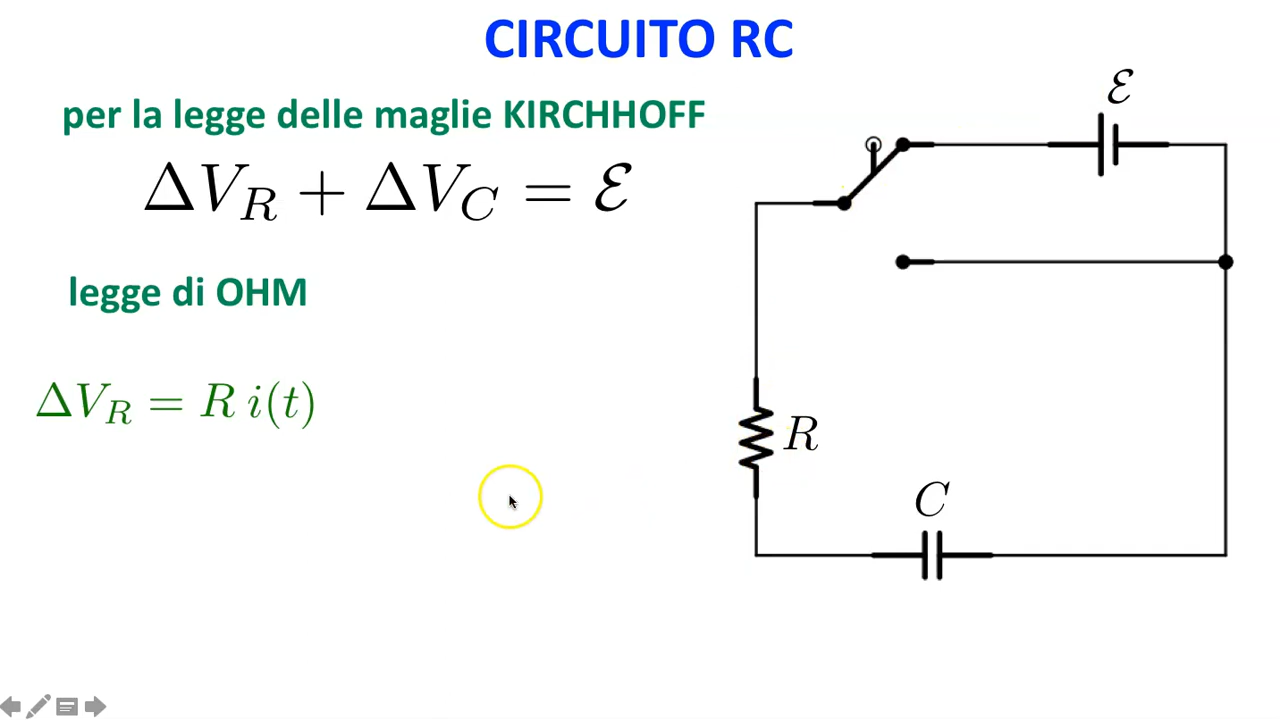 CIRCUITO RC
per la legge delle maglie KIRCHHOFF
ΔV_R + ΔV_C = ℰ
legge di OHM
ΔV_R = R i(t)
ℰ
R
C